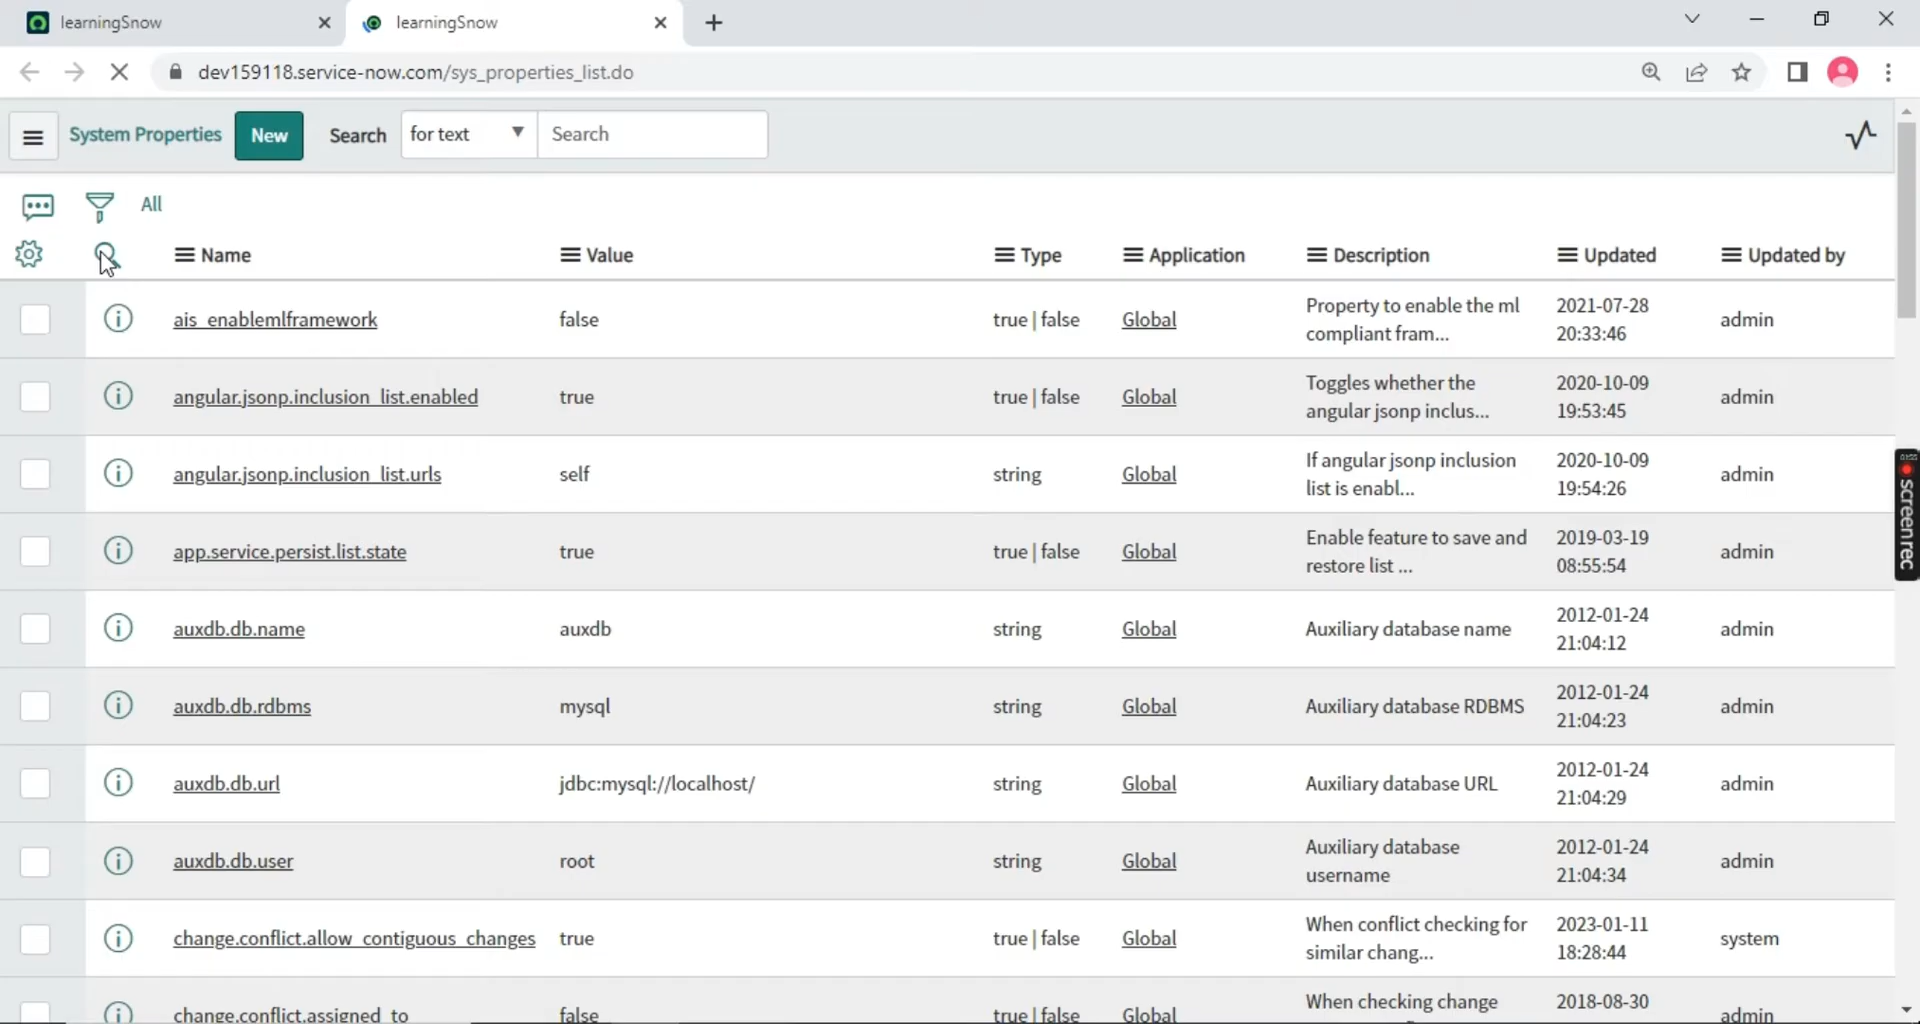 learningSnow
learningSnow
dev159118.service-now.com/sys_properties_list.do
System Properties New Search for text Search
All
Name Value Type Application Description Updated Updated by
ais_enablemlframework false true | false Global Property to enable the ml compliant fram... 2021-07-28 20:33:46 admin
angular.jsonp.inclusion_list.enabled true true | false Global Toggles whether the angular jsonp inclus... 2020-10-09 19:53:45 admin
angular.jsonp.inclusion_list.urls self string Global If angular jsonp inclusion list is enabl... 2020-10-09 19:54:26 admin
app.service.persist.list.state true true | false Global Enable feature to save and restore list ... 2019-03-19 08:55:54 admin
auxdb.db.name auxdb string Global Auxiliary database name 2012-01-24 21:04:12 admin
auxdb.db.rdbms mysql string Global Auxiliary database RDBMS 2012-01-24 21:04:23 admin
auxdb.db.url jdbc:mysql://localhost/ string Global Auxiliary database URL 2012-01-24 21:04:29 admin
auxdb.db.user root string Global Auxiliary database username 2012-01-24 21:04:34 admin
change.conflict.allow_contiguous_changes true true | false Global When conflict checking for similar chang... 2023-01-11 18:28:44 system
change.conflict.assigned_to false true | false Global When checking change 2018-08-30 admin
screenrec